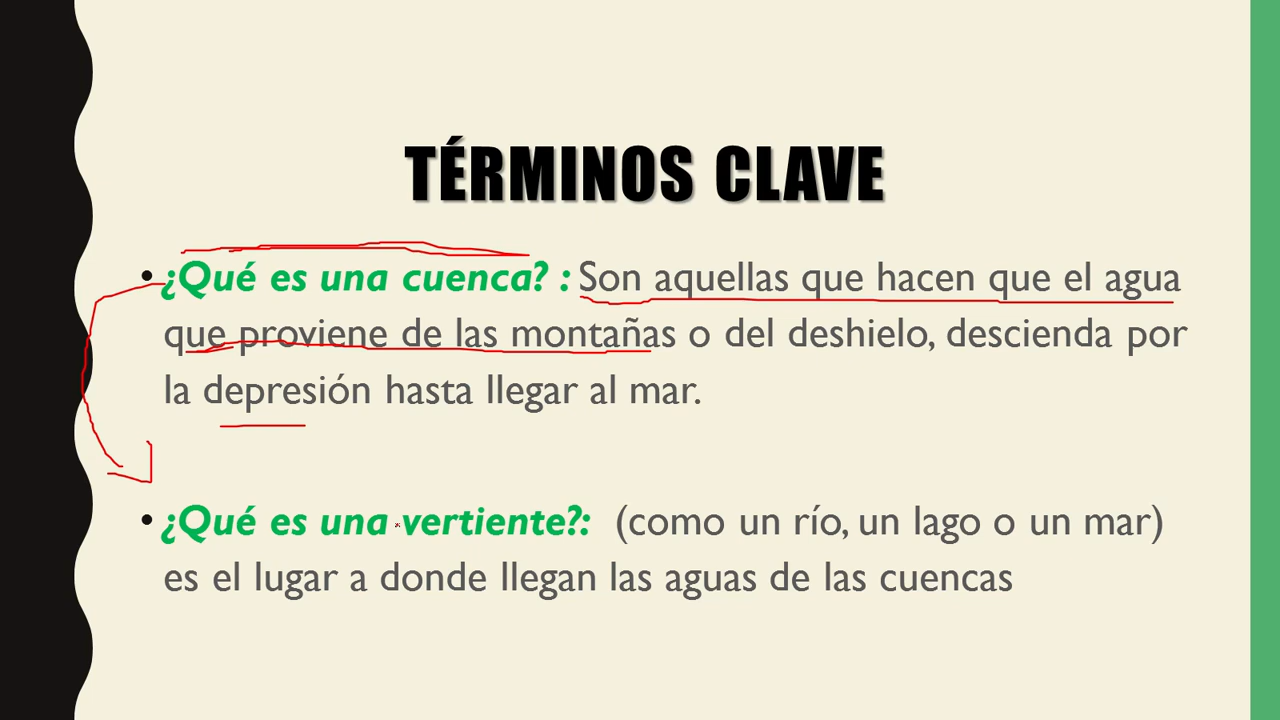 TÉRMINOS CLAVE
• ¿Qué es una cuenca? : Son aquellas que hacen que el agua
que proviene de las montañas o del deshielo, descienda por
la depresión hasta llegar al mar.
• ¿Qué es una vertiente?: (como un río, un lago o un mar)
es el lugar a donde llegan las aguas de las cuencas